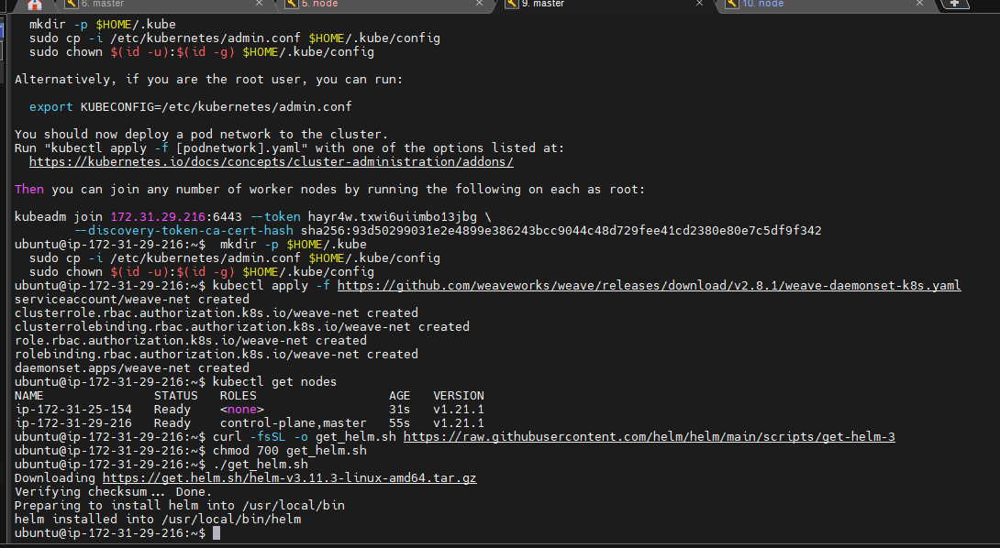 6. master
5. node
9. master
10. node
mkdir -p $HOME/.kube
sudo cp -i /etc/kubernetes/admin.conf $HOME/.kube/config
sudo chown $(id -u):$(id -g) $HOME/.kube/config
Alternatively, if you are the root user, you can run:
export KUBECONFIG=/etc/kubernetes/admin.conf
You should now deploy a pod network to the cluster.
Run "kubectl apply -f [podnetwork].yaml" with one of the options listed at:
https://kubernetes.io/docs/concepts/cluster-administration/addons/
Then you can join any number of worker nodes by running the following on each as root:
kubeadm join 172.31.29.216:6443 --token hayr4w.txwi6uiimbo13jbg \
--discovery-token-ca-cert-hash sha256:93d50299031e2e4899e386243bcc9044c48d729fee41cd2380e80e7c5df9f342
ubuntu@ip-172-31-29-216:~$  mkdir -p $HOME/.kube
sudo cp -i /etc/kubernetes/admin.conf $HOME/.kube/config
sudo chown $(id -u):$(id -g) $HOME/.kube/config
ubuntu@ip-172-31-29-216:~$ kubectl apply -f https://github.com/weaveworks/weave/releases/download/v2.8.1/weave-daemonset-k8s.yaml
serviceaccount/weave-net created
clusterrole.rbac.authorization.k8s.io/weave-net created
clusterrolebinding.rbac.authorization.k8s.io/weave-net created
role.rbac.authorization.k8s.io/weave-net created
rolebinding.rbac.authorization.k8s.io/weave-net created
daemonset.apps/weave-net created
ubuntu@ip-172-31-29-216:~$ kubectl get nodes
NAME               STATUS   ROLES                  AGE   VERSION
ip-172-31-25-154   Ready    <none>                 31s   v1.21.1
ip-172-31-29-216   Ready    control-plane,master   55s   v1.21.1
ubuntu@ip-172-31-29-216:~$ curl -fsSL -o get_helm.sh https://raw.githubusercontent.com/helm/helm/main/scripts/get-helm-3
ubuntu@ip-172-31-29-216:~$ chmod 700 get_helm.sh
ubuntu@ip-172-31-29-216:~$ ./get_helm.sh
Downloading https://get.helm.sh/helm-v3.11.3-linux-amd64.tar.gz
Verifying checksum... Done.
Preparing to install helm into /usr/local/bin
helm installed into /usr/local/bin/helm
ubuntu@ip-172-31-29-216:~$